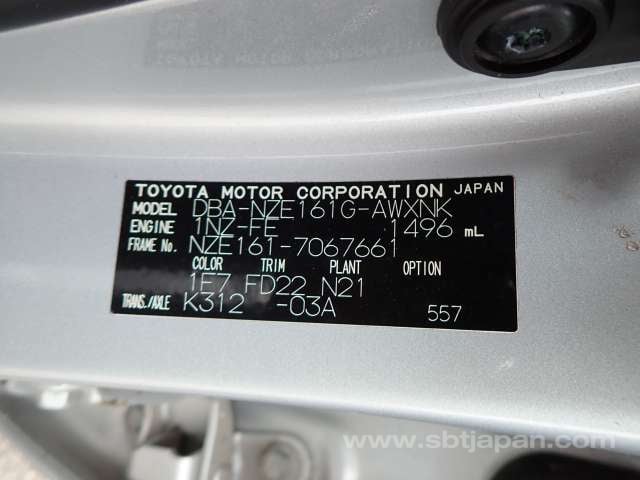 TOYOTA MOTOR CORPORATION JAPAN
MODEL DBA-NZE161G-AWXNK
ENGINE 1NZ-FE 1496 mL
FRAME No. NZE161-7067661
COLOR TRIM PLANT OPTION
1E7 FD22 N21
TRANS./AXLE K312 -03A 557
www.sbtjapan.com